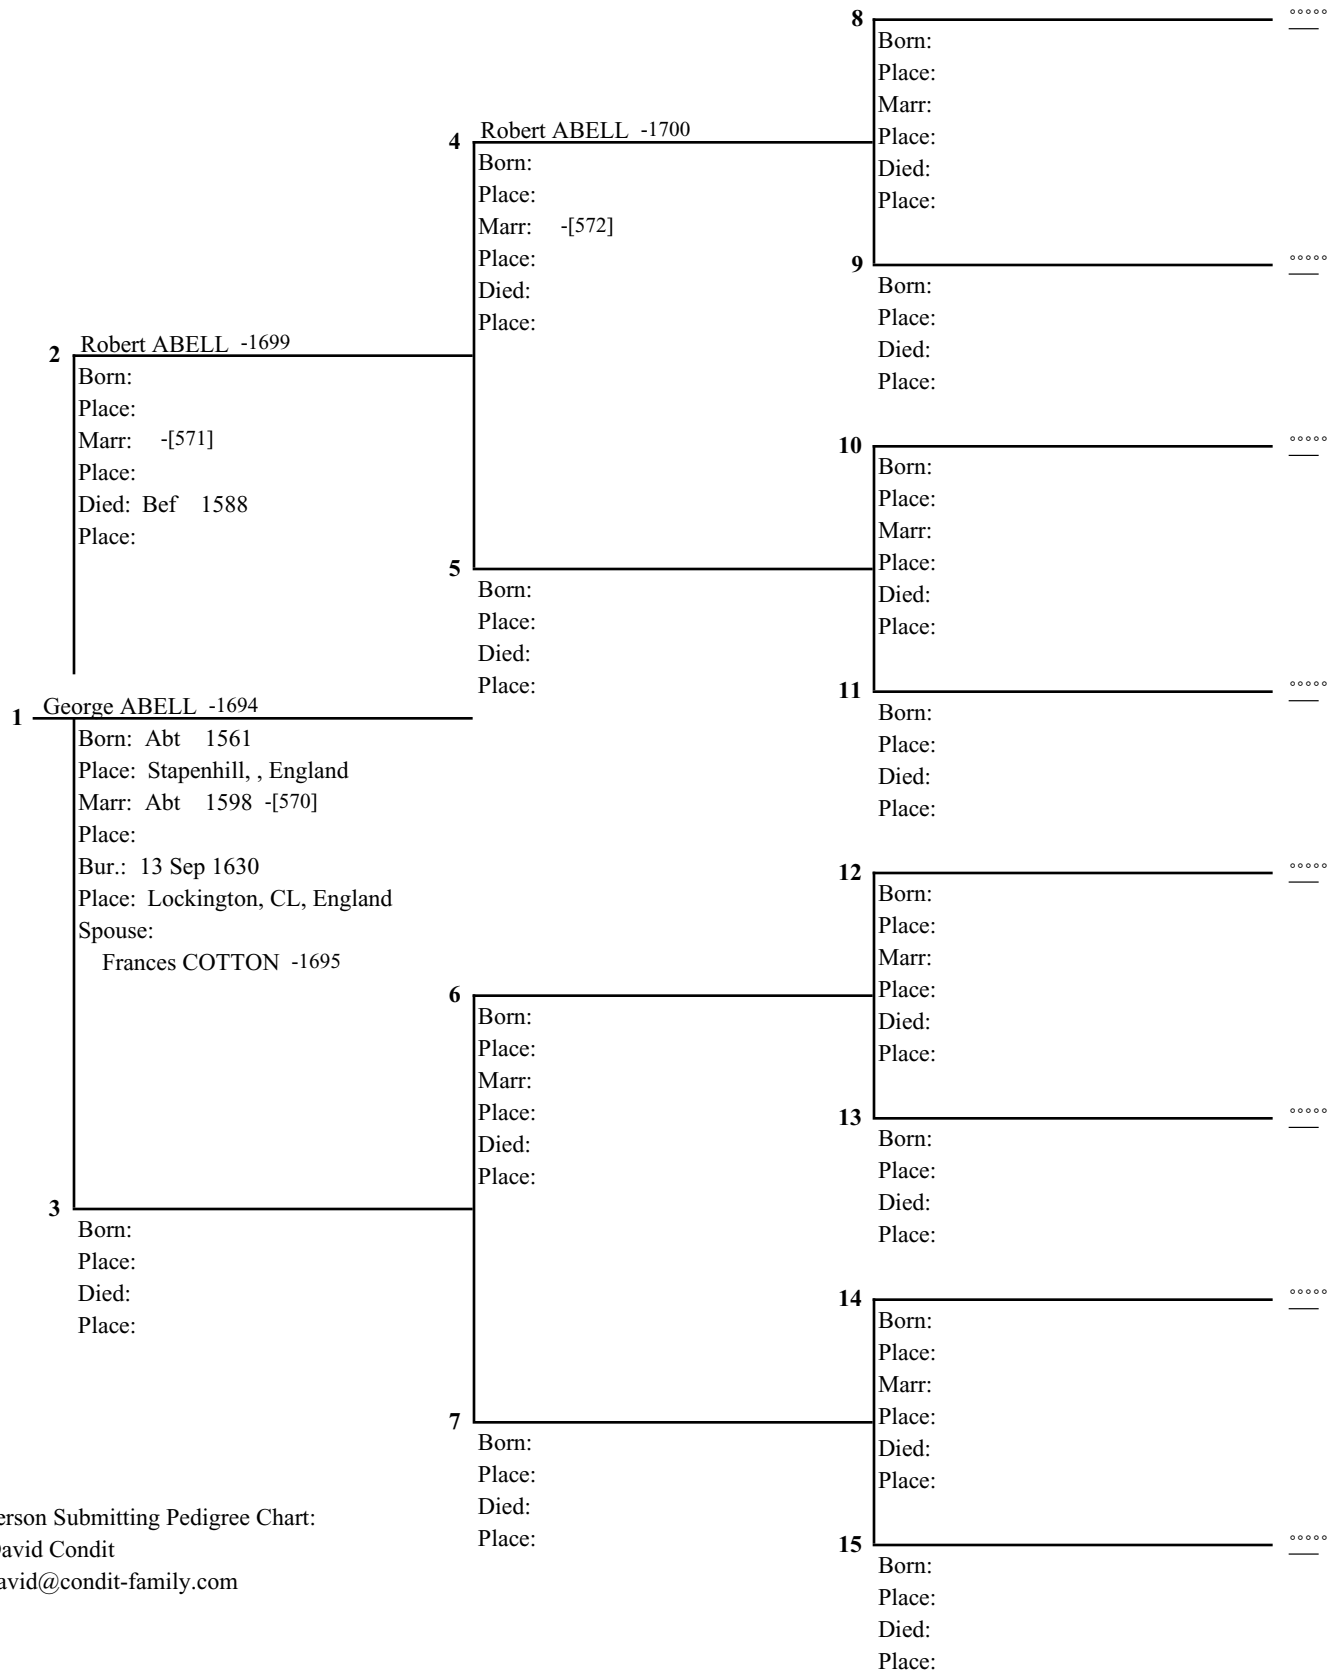 8
Born:
Place:
Marr:
Place:
Died:
Place:
4 Robert ABELL -1700
Born:
Place:
Marr: -[572]
Place:
Died:
Place:
9
Born:
Place:
Died:
Place:
2 Robert ABELL -1699
Born:
Place:
Marr: -[571]
Place:
Died: Bef 1588
Place:
10
Born:
Place:
Marr:
Place:
Died:
Place:
5
Born:
Place:
Died:
Place:
11
Born:
Place:
Died:
Place:
1 George ABELL -1694
Born: Abt 1561
Place: Stapenhill, , England
Marr: Abt 1598 -[570]
Place:
Bur.: 13 Sep 1630
Place: Lockington, CL, England
Spouse:
Frances COTTON -1695
12
Born:
Place:
Marr:
Place:
Died:
Place:
6
Born:
Place:
Marr:
Place:
Died:
Place:
13
Born:
Place:
Died:
Place:
3
Born:
Place:
Died:
Place:
14
Born:
Place:
Marr:
Place:
Died:
Place:
7
Born:
Place:
Died:
Place:
15
Born:
Place:
Died:
Place:
erson Submitting Pedigree Chart:
David Condit
avid@condit-family.com